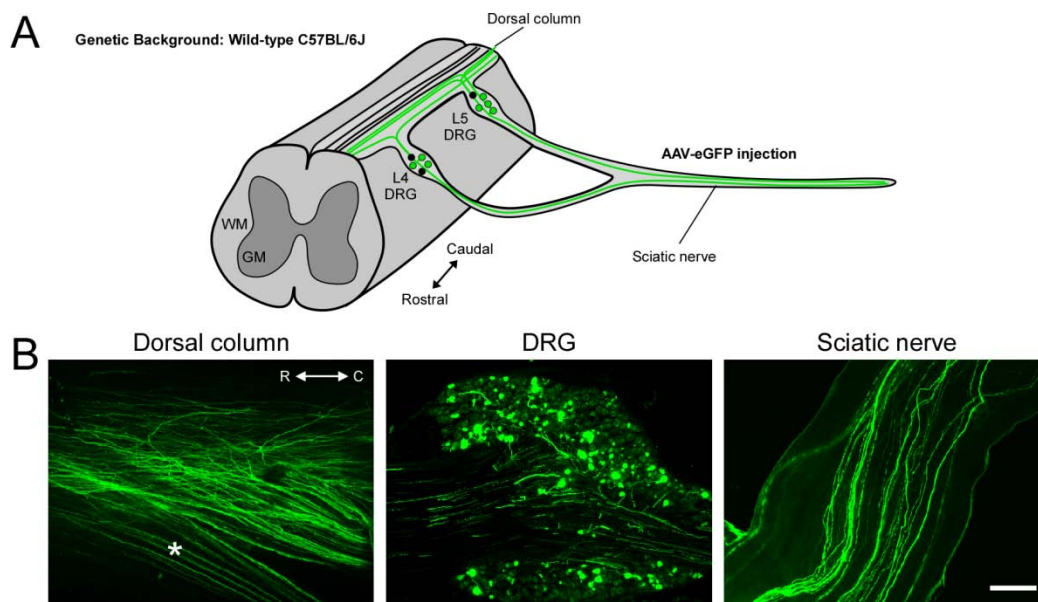 A
Genetic Background: Wild-type C57BL/6J
Dorsal column
L5
DRG
AAV-eGFP injection
L4
DRG
WM
GM
Caudal
Rostral
Sciatic nerve
B
Dorsal column
DRG
Sciatic nerve
R C
*